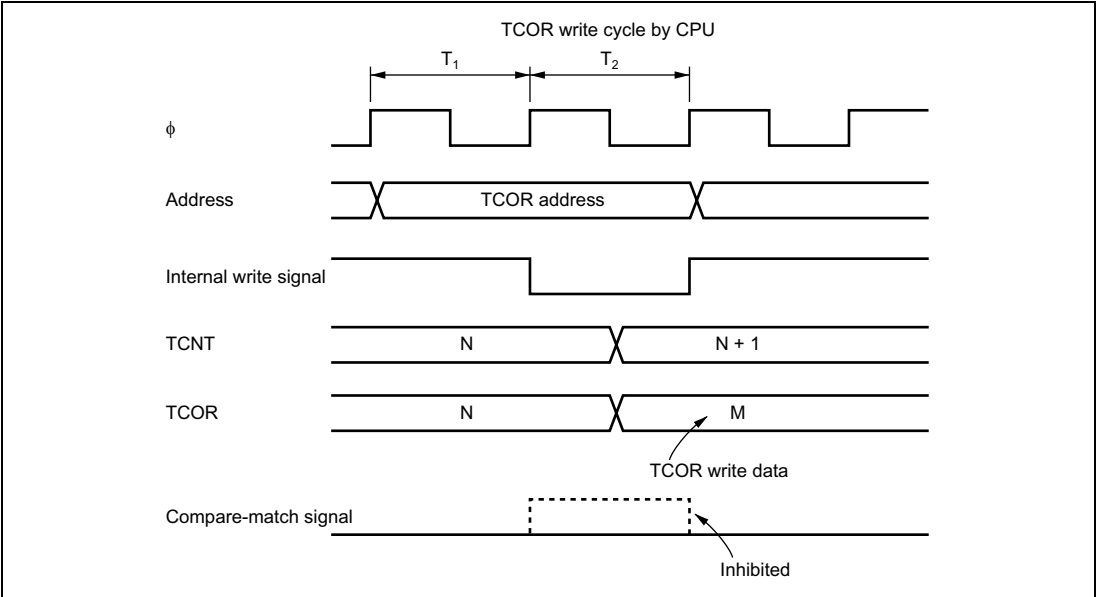 TCOR write cycle by CPU
T₁ T₂
ϕ
Address TCOR address
Internal write signal
TCNT N N + 1
TCOR N M
TCOR write data
Compare-match signal
Inhibited